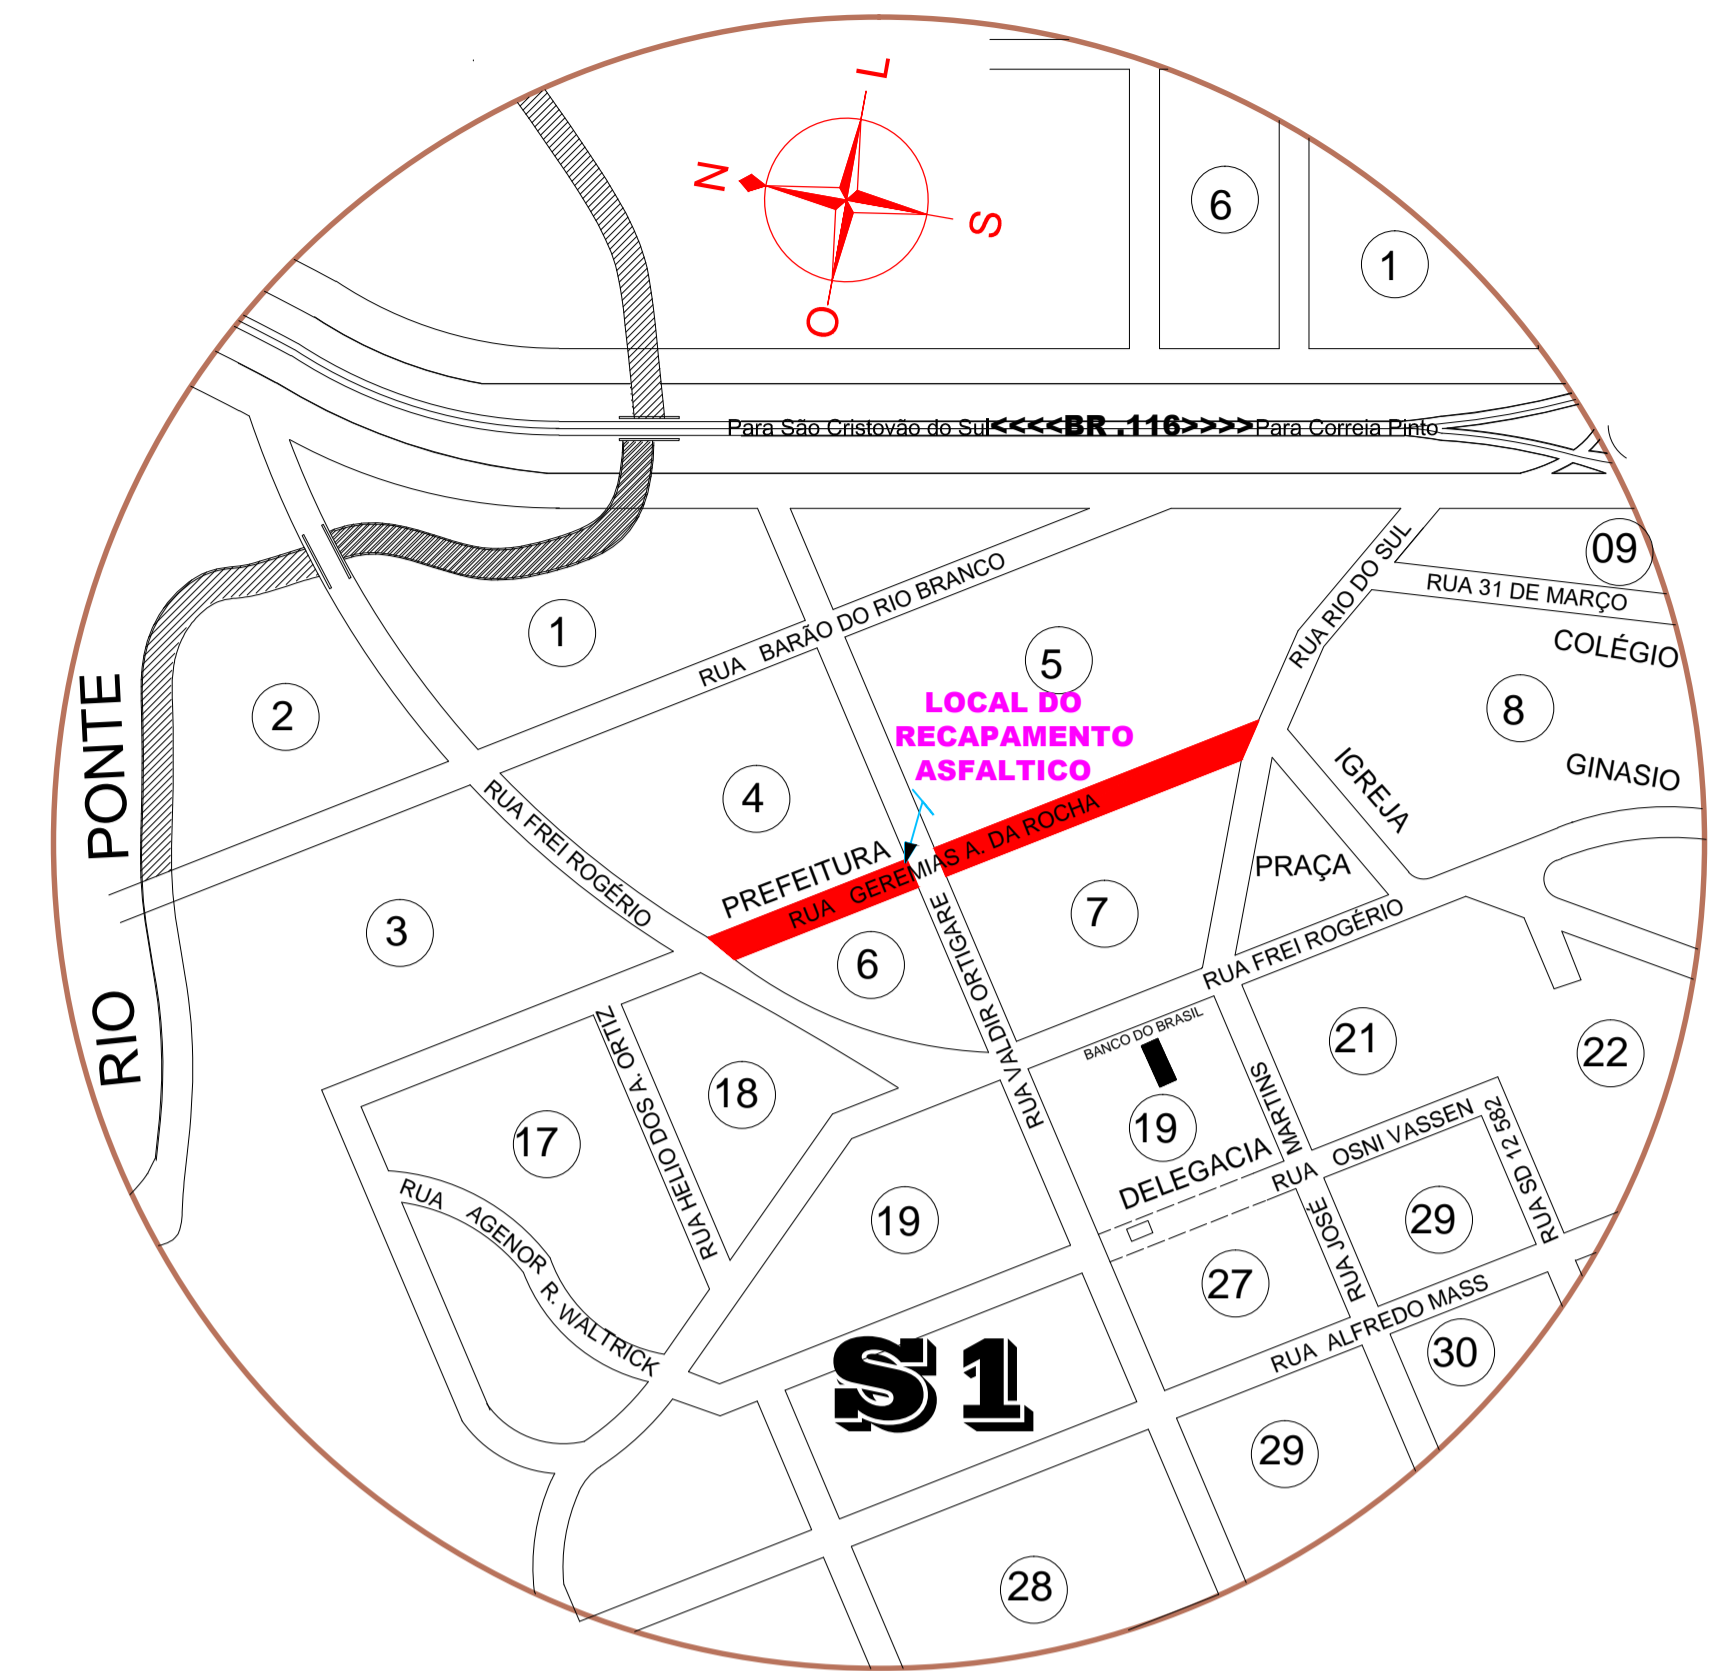 L
N
S
O
6
1
Para São Cristovão do Sul<<<<BR .116>>>>Para Correia Pinto
09
RUA 31 DE MARÇO
RUA RIO DO SUL
COLÉGIO
RUA BARÃO DO RIO BRANCO
1
5
2
8
LOCAL DO
RECAPAMENTO
ASFALTICO
GINASIO
IGREJA
4
RUA FREI ROGÉRIO
PREFEITURA
RUA GEREMIAS A. DA ROCHA
PRAÇA
3
6
7
RUA FREI ROGÉRIO
RIO PONTE
RUA VALDIR ORTIGARE
BANCO DO BRASIL
19
21
22
RUA HELIO DOS A. ORTIZ
18
17
DELEGACIA
RUA OSNI VASSEN
RUA SD 12 582
RUA JOSÉ MARTINS
RUA AGENOR R. WALTRICK
19
29
27
RUA ALFREDO MASS
30
S 1
29
28